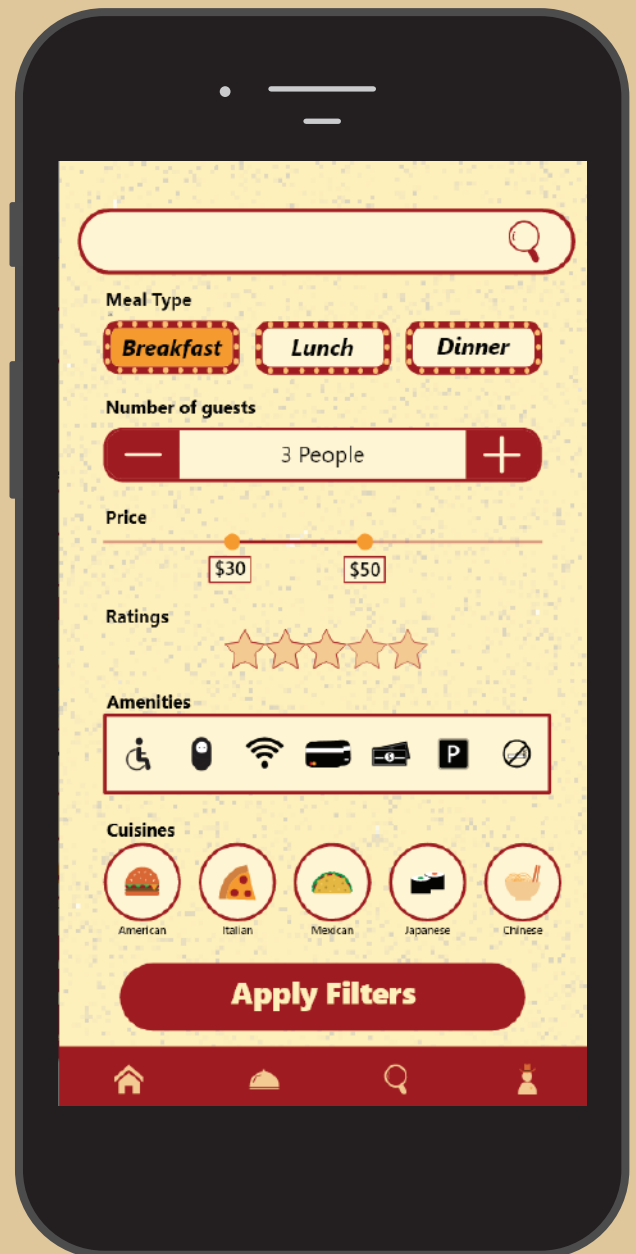 Meal Type
Breakfast Lunch Dinner
Number of guests
3 People
Price
$30 $50
Ratings
Amenities
P
Cuisines
American Italian Mexican Japanese Chinese
Apply Filters